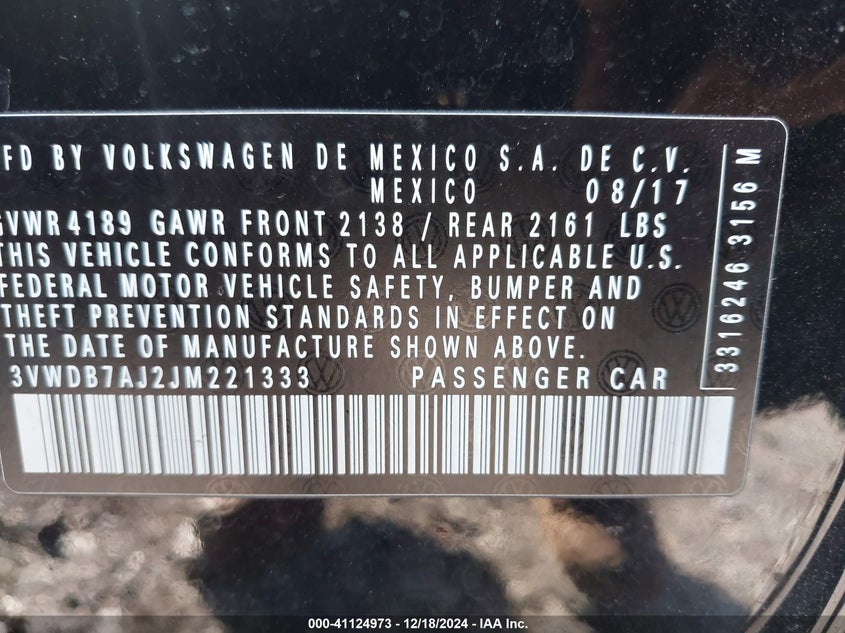 FD BY VOLKSWAGEN DE MEXICO S.A. DE C.V.
MEXICO 08/17
GVWR 4189 GAWR FRONT 2138 / REAR 2161 LBS
THIS VEHICLE CONFORMS TO ALL APPLICABLE U.S.
FEDERAL MOTOR VEHICLE SAFETY, BUMPER AND
THEFT PREVENTION STANDARDS IN EFFECT ON
THE DATE OF MANUFACTURE SHOWN ABOVE.
3VWDB7AJ2JM221333 PASSENGER CAR
3316246 3156 M
000-41124973 - 12/18/2024 - IAA Inc.